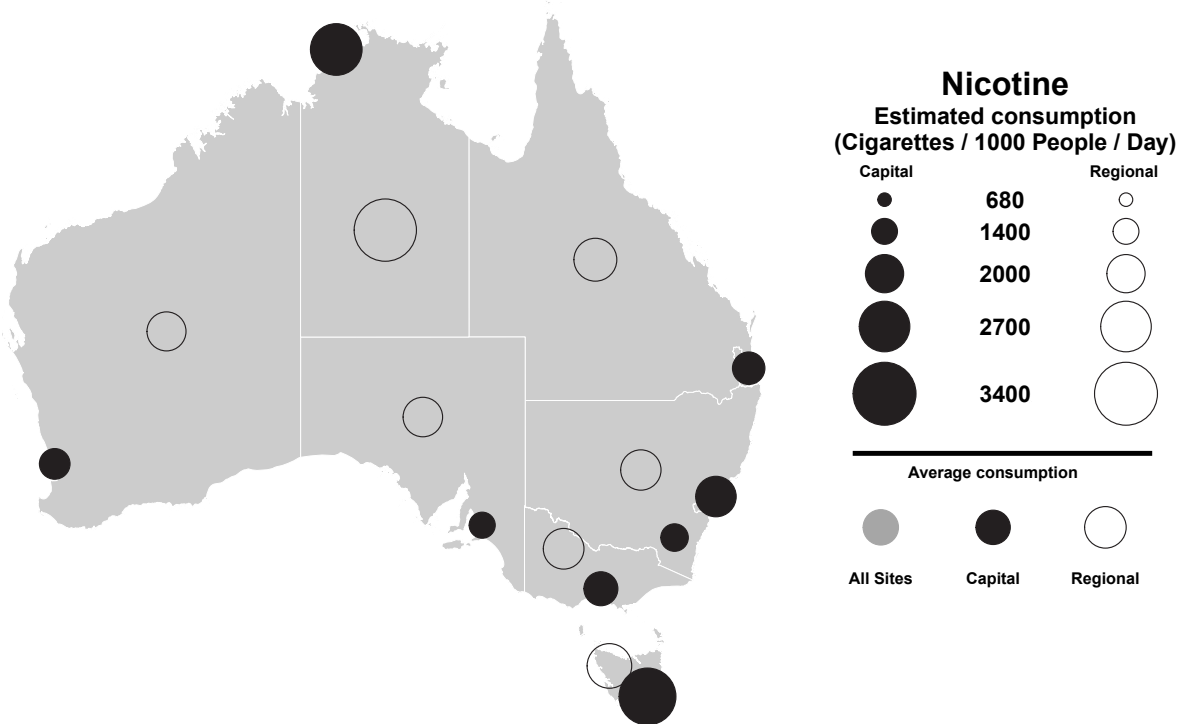 Nicotine
Estimated consumption
(Cigarettes / 1000 People / Day)
Capital Regional
680
1400
2000
2700
3400
Average consumption
All Sites Capital Regional